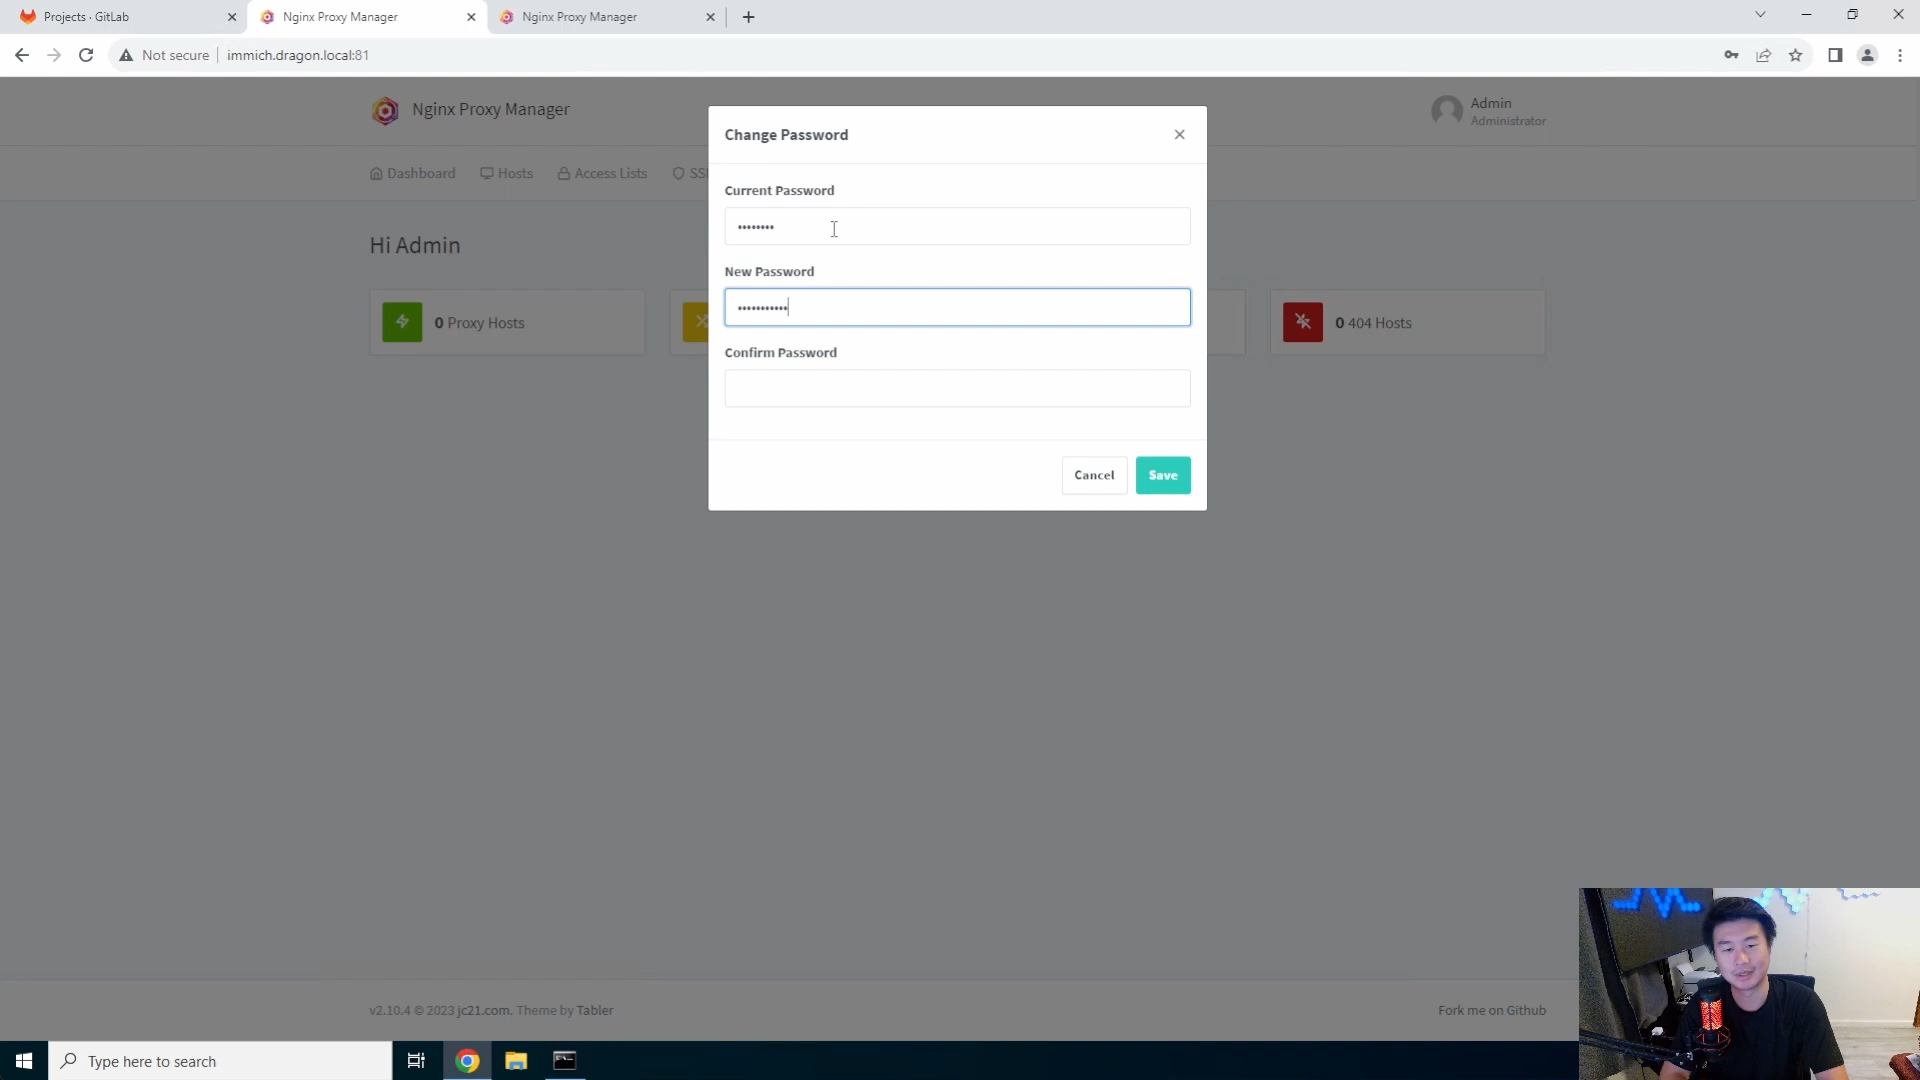 Projects · GitLab
Nginx Proxy Manager
Nginx Proxy Manager
Not secure
immich.dragon.local:81
Nginx Proxy Manager
Admin
Administrator
Dashboard
Hosts
Access Lists
SS
Hi Admin
0 Proxy Hosts
0 404 Hosts
Change Password
Current Password
••••••••
New Password
•••••••••••
Confirm Password
Cancel
Save
v2.10.4 © 2023 jc21.com. Theme by Tabler
Fork me on Github
Type here to search